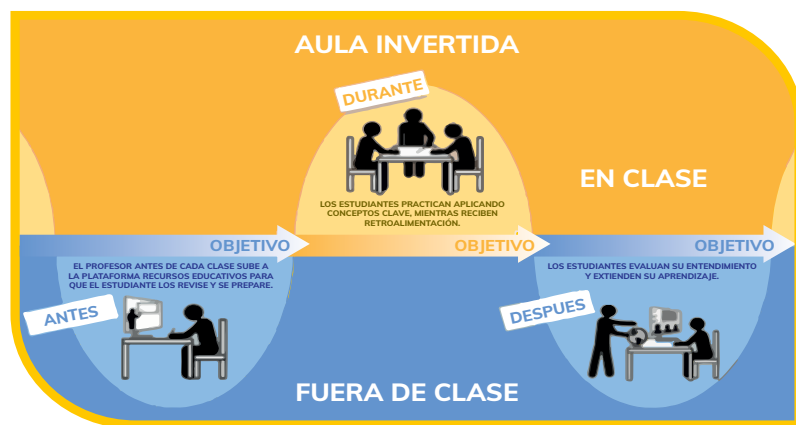 AULA INVERTIDA
DURANTE
LOS ESTUDIANTES PRACTICAN APLICANDO
CONCEPTOS CLAVE, MIENTRAS RECIBEN
RETROALIMENTACIÓN.
EN CLASE
OBJETIVO
OBJETIVO
OBJETIVO
EL PROFESOR ANTES DE CADA CLASE SUBE A
LA PLATAFORMA RECURSOS EDUCATIVOS PARA
QUE EL ESTUDIANTE LOS REVISE Y SE PREPARE.
ANTES
LOS ESTUDIANTES EVALUAN SU ENTENDIMIENTO
Y EXTIENDEN SU APRENDIZAJE.
DESPUES
FUERA DE CLASE